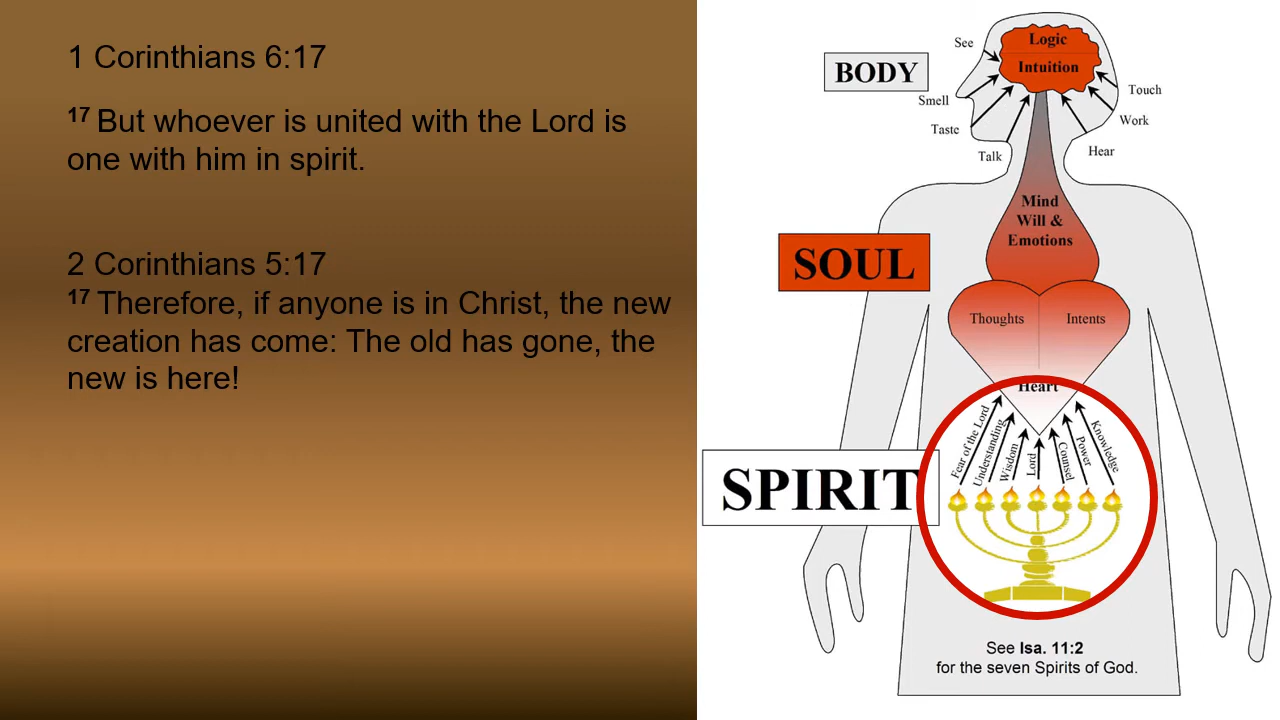 1 Corinthians 6:17
17 But whoever is united with the Lord is
one with him in spirit.
2 Corinthians 5:17
17 Therefore, if anyone is in Christ, the new
creation has come: The old has gone, the
new is here!
BODY
See
Smell
Taste
Talk
Logic
Intuition
Touch
Work
Hear
SOUL
Mind
Will &
Emotions
Thoughts
Intents
Heart
SPIRIT
Fear of the Lord
Understanding
Wisdom
Lord
Counsel
Power
Knowledge
See Isa. 11:2
for the seven Spirits of God.